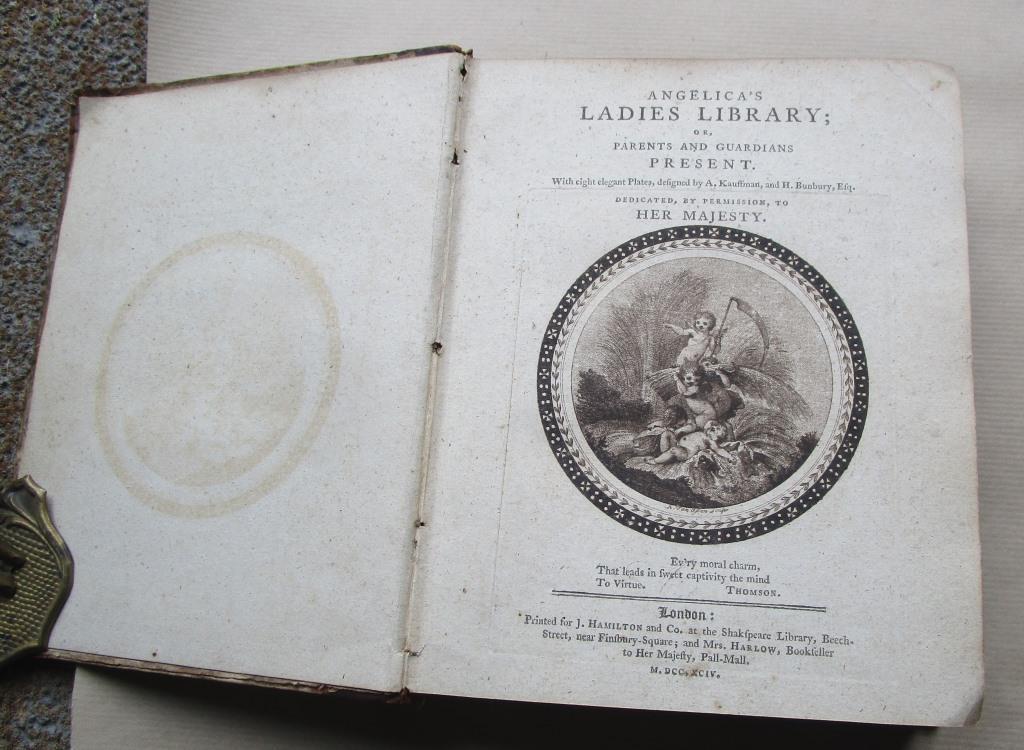 ANGELICA'S
LADIES LIBRARY;
OR,
PARENTS AND GUARDIANS
PRESENT.
With eight elegant Plates, deſigned by A. Kauffman, and H. Bunbury, Eſq.
DEDICATED, BY PERMISSION, TO
HER MAJESTY.
Ev'ry moral charm,
That leads in ſweet captivity the mind
To Virtue. THOMSON.
London:
Printed for J. HAMILTON and Co. at the Shakſpeare Library, Beech-
Street, near Finſbury-Square; and Mrs. HARLOW, Bookſeller
to Her Majeſty, Pall-Mall.
M.DCC,XCIV.